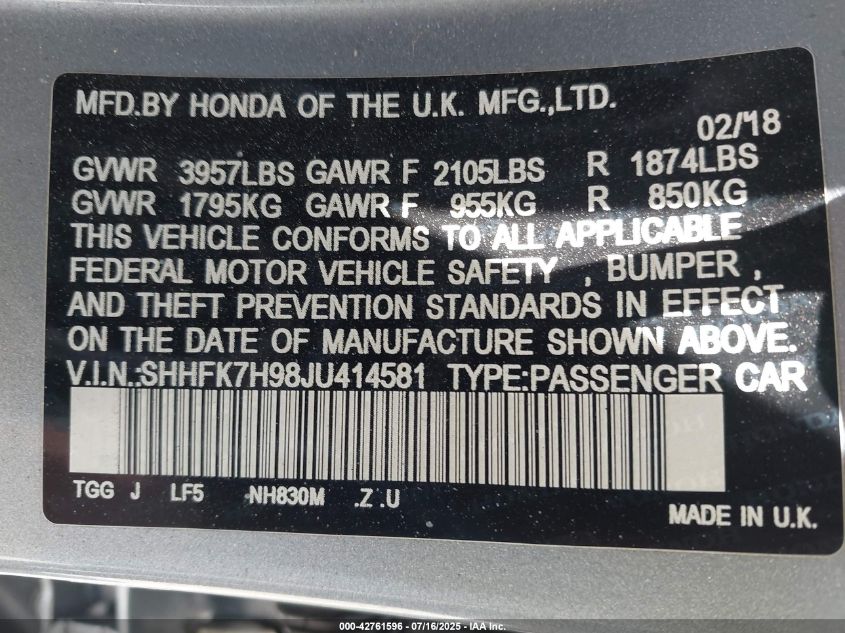 MFD.BY HONDA OF THE U.K. MFG.,LTD.
02/18
GVWR 3957LBS GAWR F 2105LBS R 1874LBS
GVWR 1795KG GAWR F 955KG R 850KG
THIS VEHICLE CONFORMS TO ALL APPLICABLE
FEDERAL MOTOR VEHICLE SAFETY , BUMPER ,
AND THEFT PREVENTION STANDARDS IN EFFECT
ON THE DATE OF MANUFACTURE SHOWN ABOVE.
V.I.N.:SHHFK7H98JU414581 TYPE:PASSENGER CAR
TGG J LF5 NH830M .Z .U
MADE IN U.K.
000-42761596 - 07/16/2025 - IAA Inc.